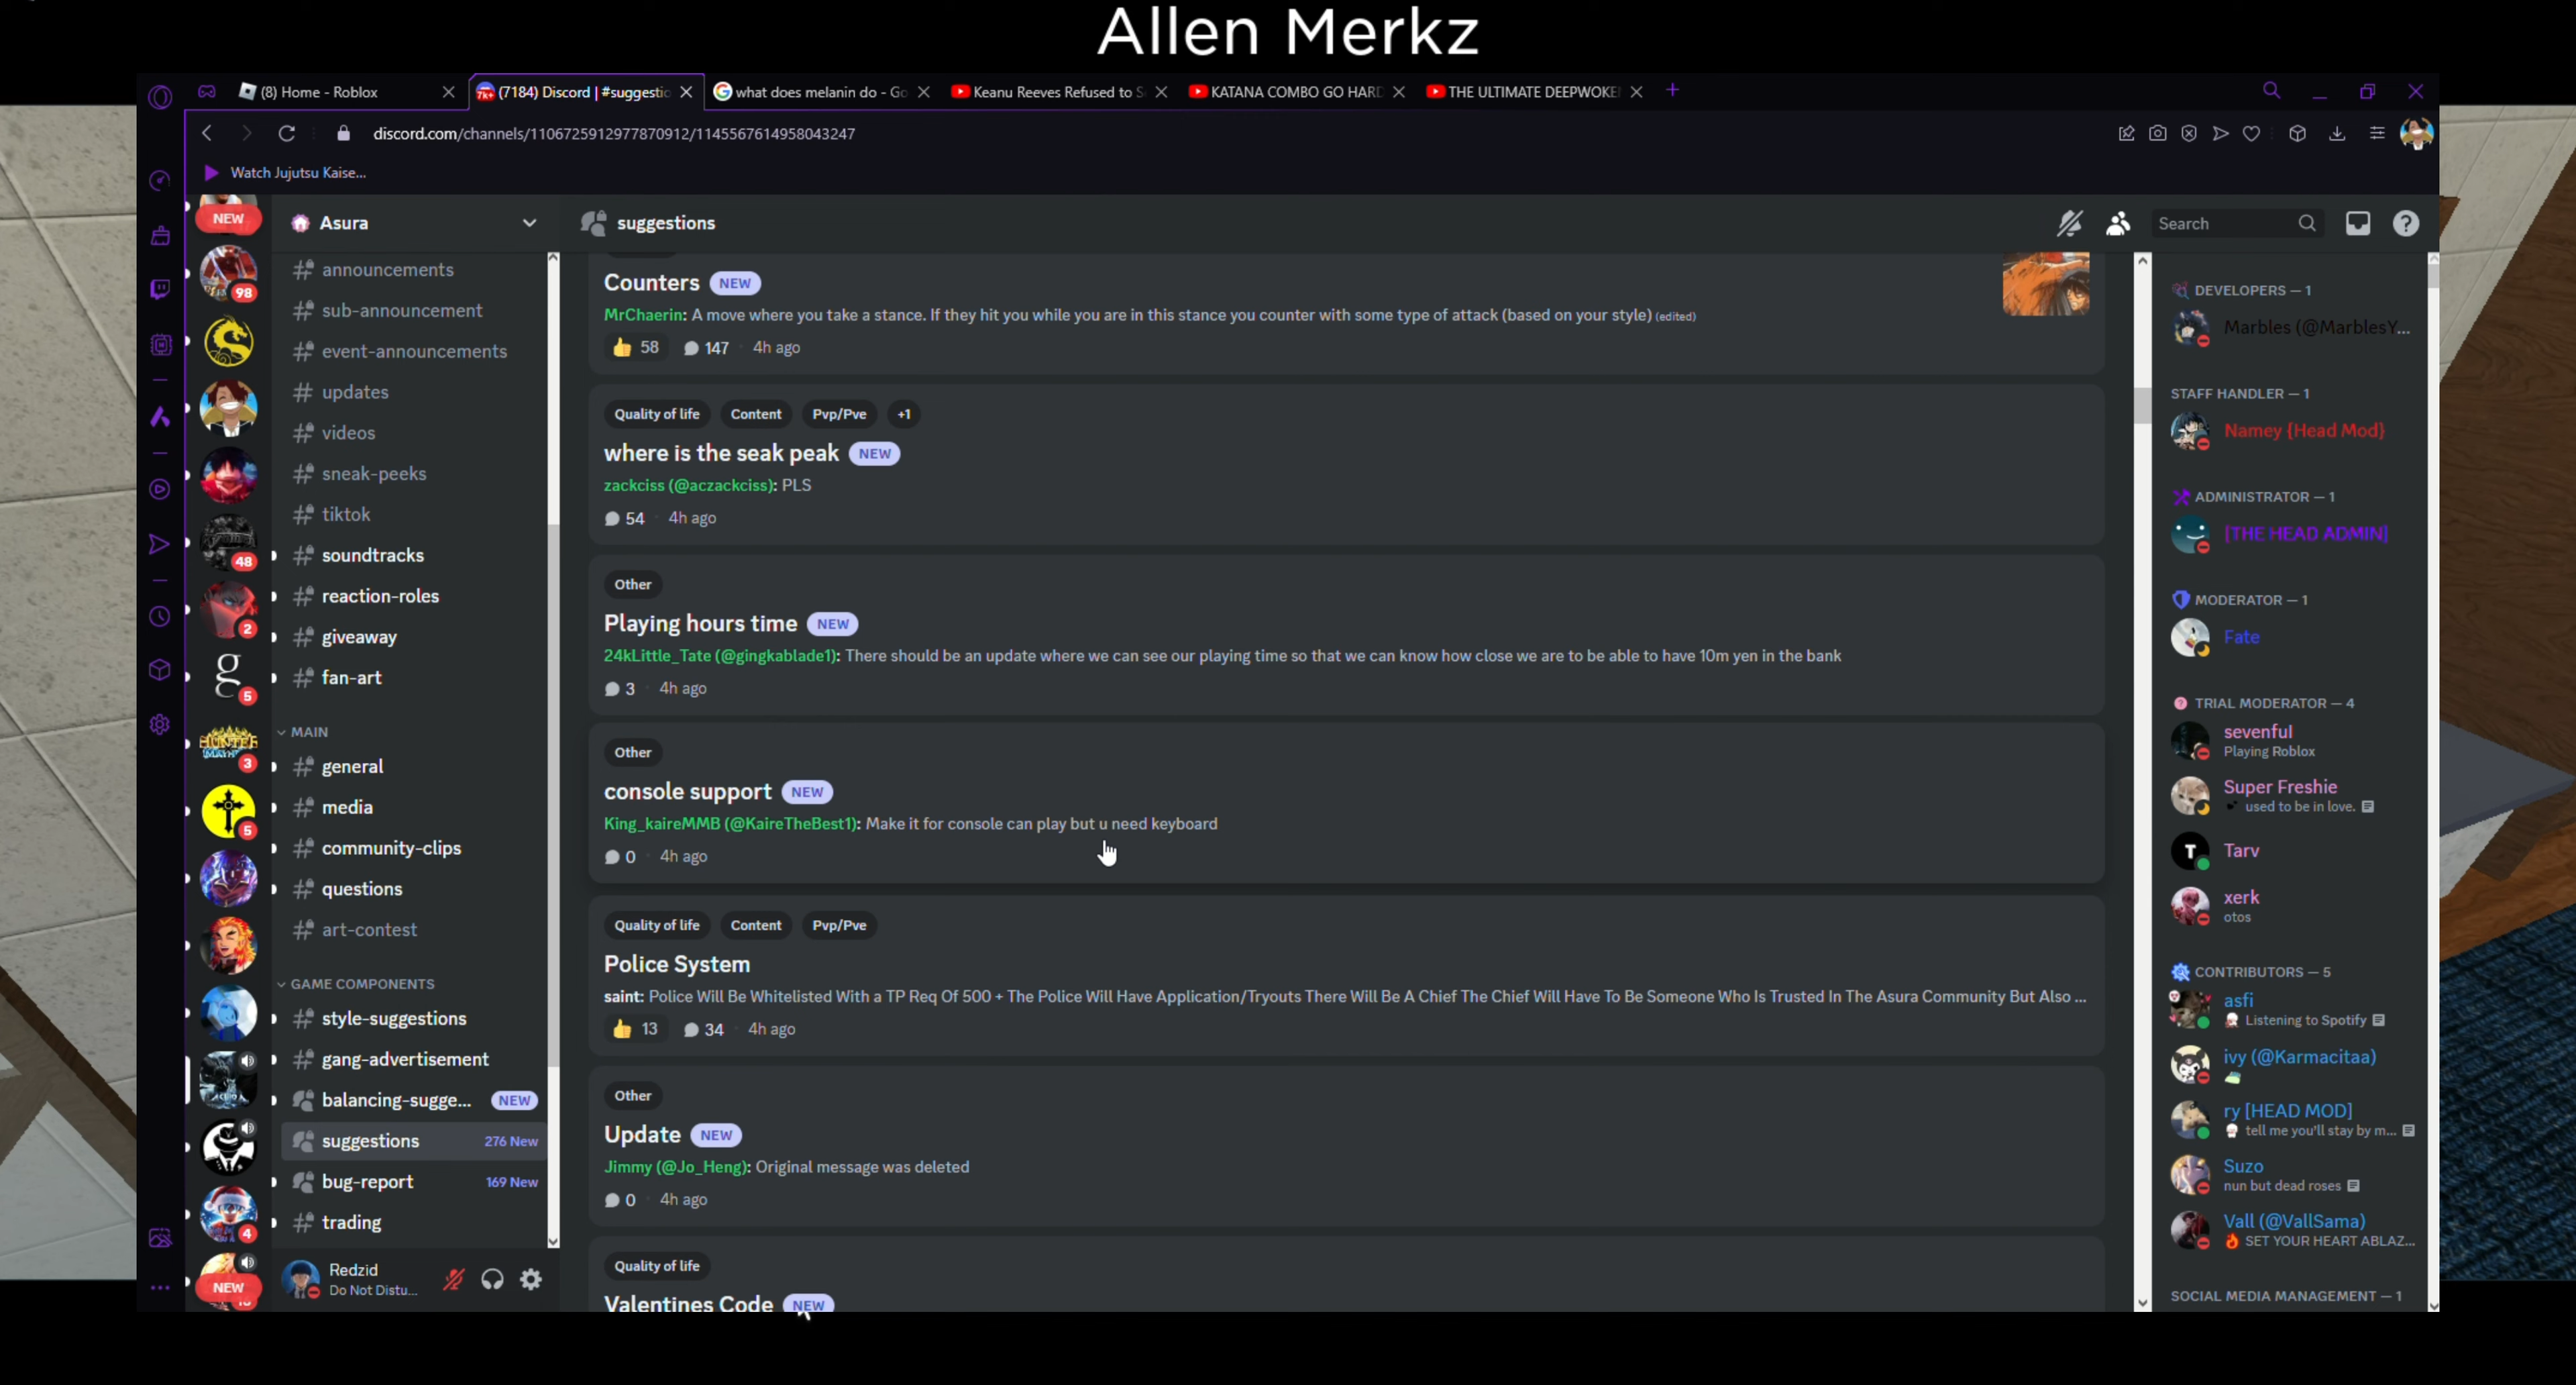 Allen Merkz
(8) Home - Roblox
(7184) Discord | #suggestio
what does melanin do - Go
Keanu Reeves Refused to S
KATANA COMBO GO HARD
THE ULTIMATE DEEPWOKE
discord.com/channels/1106725912977870912/1145567614958043247
Watch Jujutsu Kaise...
NEW
98
48
2
g
5
HUNTER
3
5
4
NEW
Asura
announcements
sub-announcement
event-announcements
updates
videos
sneak-peeks
tiktok
soundtracks
reaction-roles
giveaway
fan-art
MAIN
general
media
community-clips
questions
art-contest
GAME COMPONENTS
style-suggestions
gang-advertisement
balancing-sugge... NEW
suggestions 276 New
bug-report 169 New
trading
Redzid
Do Not Distu...
suggestions
Search
Counters NEW
MrChaerin: A move where you take a stance. If they hit you while you are in this stance you counter with some type of attack (based on your style) (edited)
58 147 4h ago
Quality of life Content Pvp/Pve +1
where is the seak peak NEW
zackciss (@aczackciss): PLS
54 4h ago
Other
Playing hours time NEW
24kLittle_Tate (@gingkablade1): There should be an update where we can see our playing time so that we can know how close we are to be able to have 10m yen in the bank
3 4h ago
Other
console support NEW
King_kaireMMB (@KaireTheBest1): Make it for console can play but u need keyboard
0 4h ago
Quality of life Content Pvp/Pve
Police System
saint: Police Will Be Whitelisted With a TP Req Of 500 + The Police Will Have Application/Tryouts There Will Be A Chief The Chief Will Have To Be Someone Who Is Trusted In The Asura Community But Also ...
13 34 4h ago
Other
Update NEW
Jimmy (@Jo_Heng): Original message was deleted
0 4h ago
Quality of life
Valentines Code NEW
DEVELOPERS — 1
Marbles (@MarblesY...
STAFF HANDLER — 1
Namey {Head Mod}
ADMINISTRATOR — 1
[THE HEAD ADMIN]
MODERATOR — 1
Fate
TRIAL MODERATOR — 4
sevenful
Playing Roblox
Super Freshie
used to be in love.
T
Tarv
xerk
otos
CONTRIBUTORS — 5
asfi
Listening to Spotify
ivy (@Karmacitaa)
ry [HEAD MOD]
tell me you'll stay by m...
Suzo
nun but dead roses
Vall (@VallSama)
SET YOUR HEART ABLAZ...
SOCIAL MEDIA MANAGEMENT — 1